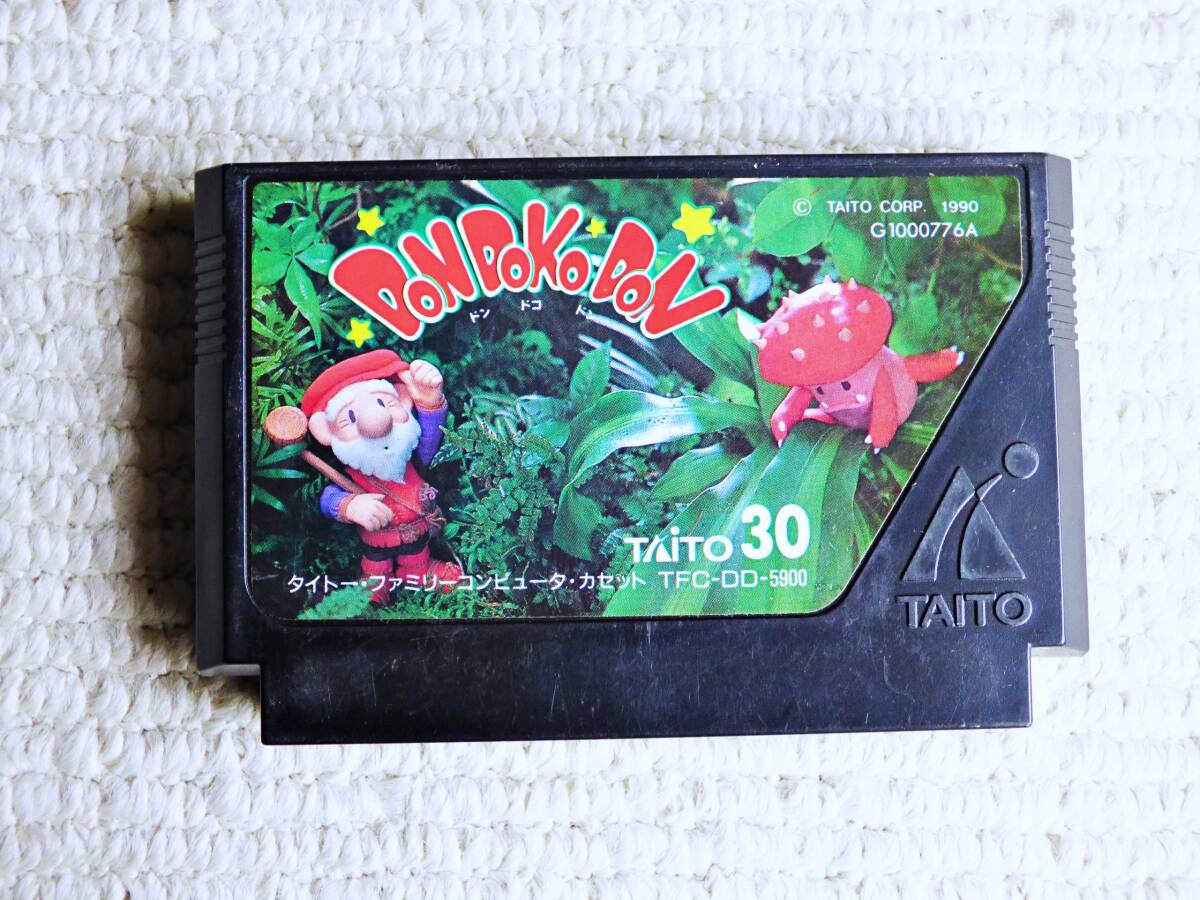 © TAITO CORP. 1990
G1000776A
DON DOKO DON
ドン ドコ ドン
TAITO 30
タイトー・ファミリーコンピュータ・カセット TFC-DD-5900
TAITO